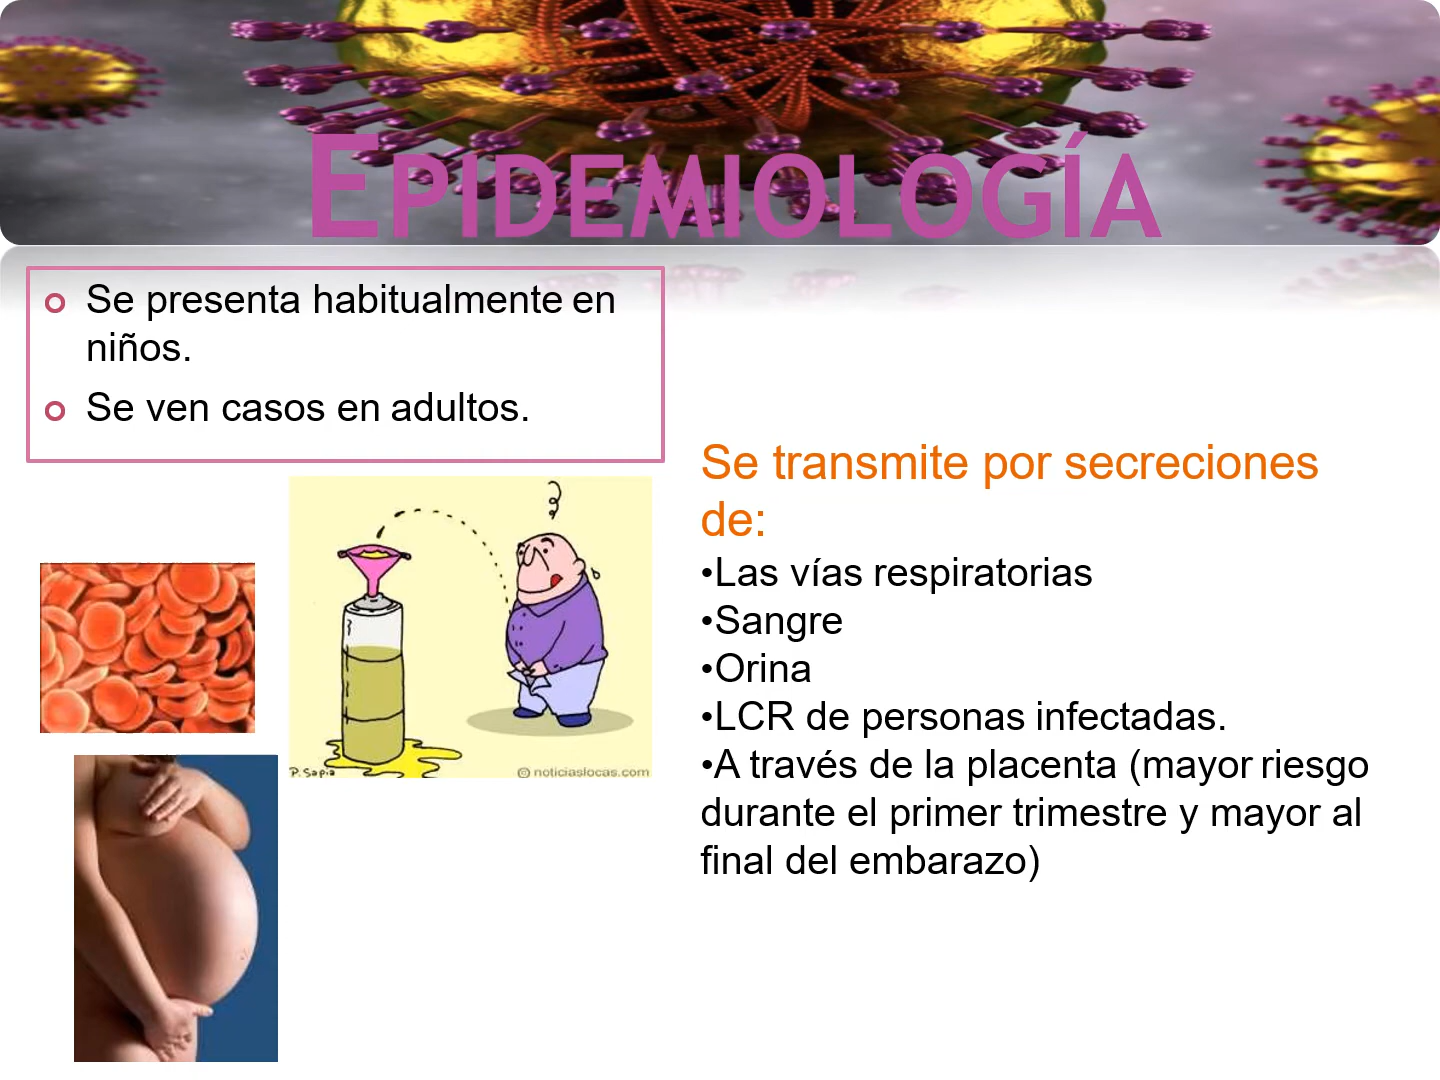 EPIDEMIOLOGÍA
Se presenta habitualmente en
niños.
Se ven casos en adultos.
Se transmite por secreciones
de:
•Las vías respiratorias
•Sangre
•Orina
•LCR de personas infectadas.
•A través de la placenta (mayor riesgo
durante el primer trimestre y mayor al
final del embarazo)
P. Sapia
© noticiaslocas.com